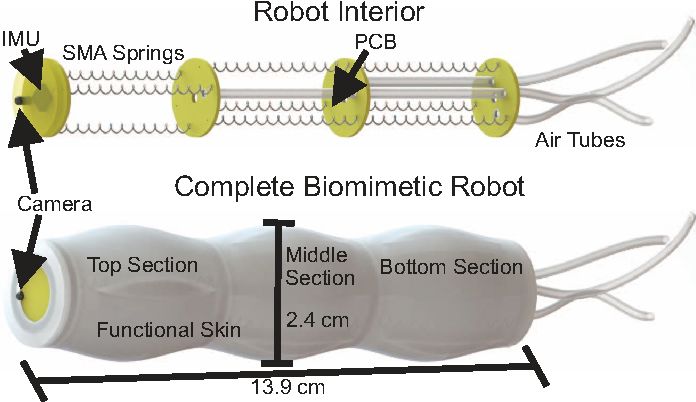 Robot Interior
IMU
SMA Springs
PCB
Air Tubes
Complete Biomimetic Robot
Camera
Top Section
Middle
Section
Bottom Section
2.4 cm
Functional Skin
13.9 cm